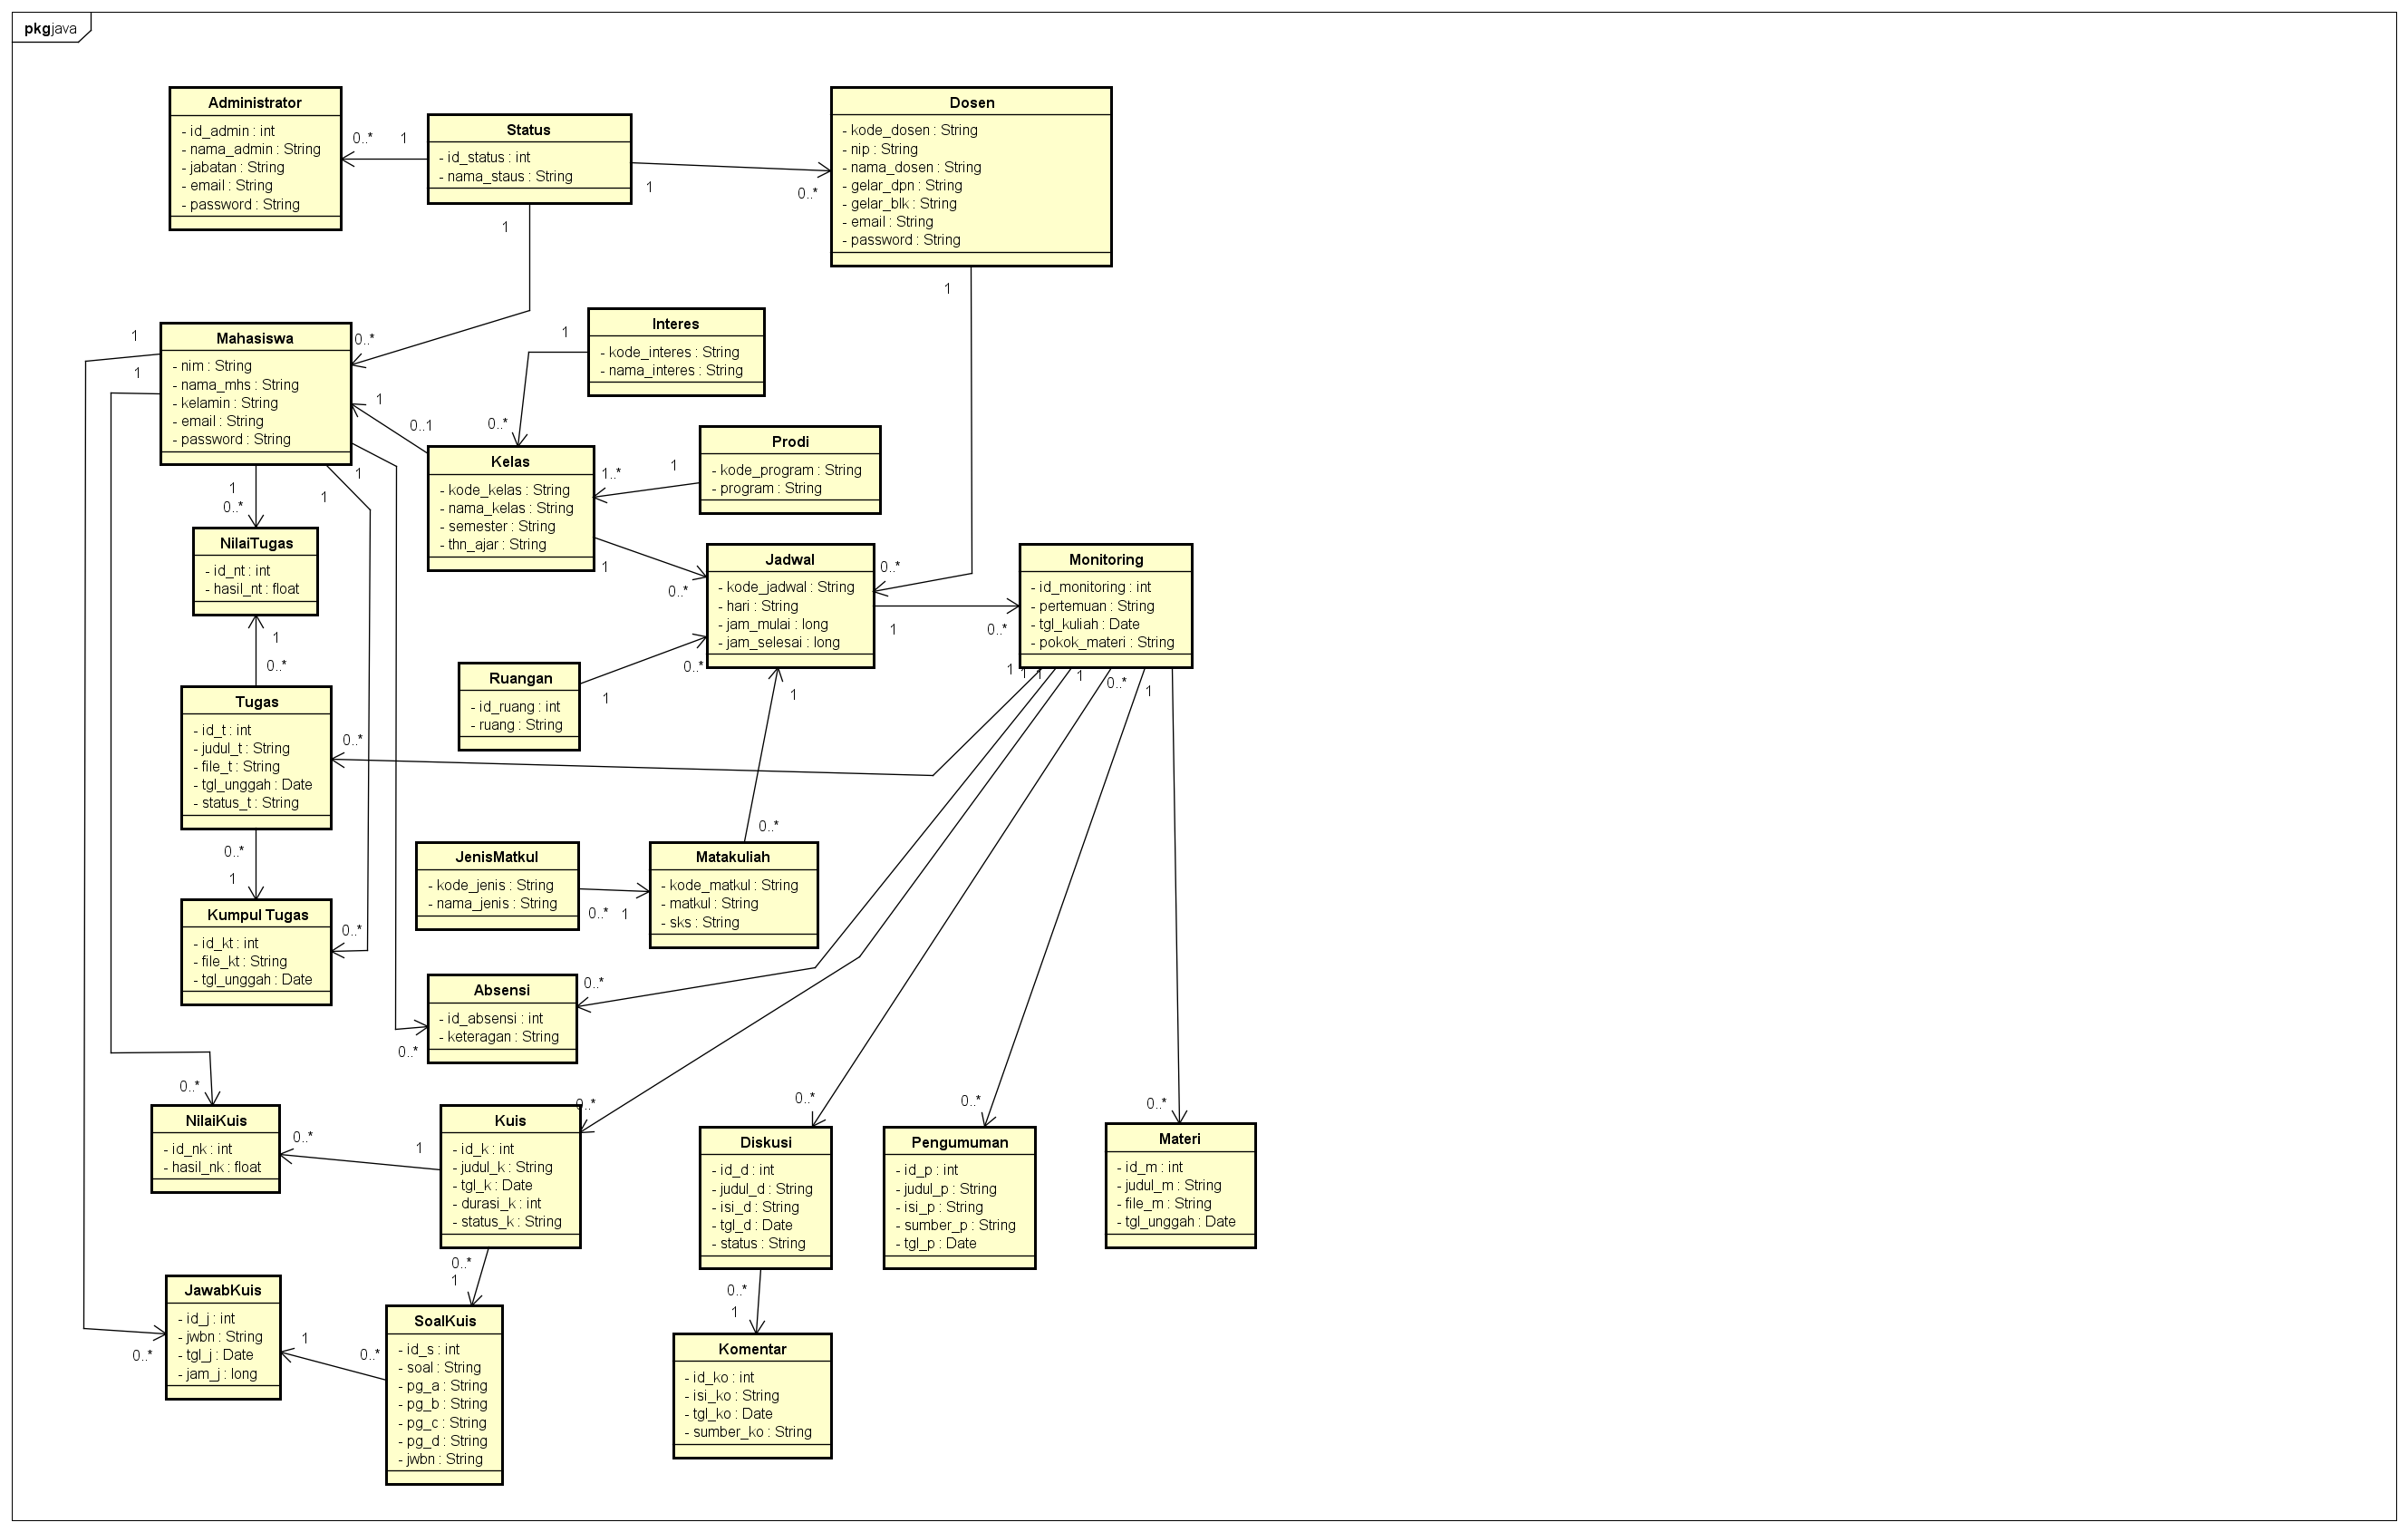 pkgjava
Administrator
- id_admin : int
- nama_admin : String
- jabatan : String
- email : String
- password : String
0..*
1
Status
- id_status : int
- nama_staus : String
1
0..*
1
Dosen
- kode_dosen : String
- nip : String
- nama_dosen : String
- gelar_dpn : String
- gelar_blk : String
- email : String
- password : String
1
1
1
Mahasiswa
- nim : String
- nama_mhs : String
- kelamin : String
- email : String
- password : String
0..*
1
0..1
1
1
1
0..*
Interes
- kode_interes : String
- nama_interes : String
1
0..*
Kelas
- kode_kelas : String
- nama_kelas : String
- semester : String
- thn_ajar : String
1..*
1
Prodi
- kode_program : String
- program : String
1
0..*
NilaiTugas
- id_nt : int
- hasil_nt : float
1
0..*
Jadwal
- kode_jadwal : String
- hari : String
- jam_mulai : long
- jam_selesai : long
0..*
1
0..*
Monitoring
- id_monitoring : int
- pertemuan : String
- tgl_kuliah : Date
- pokok_materi : String
1
1
1
1
0..*
1
Ruangan
- id_ruang : int
- ruang : String
1
0..*
1
0..*
Tugas
- id_t : int
- judul_t : String
- file_t : String
- tgl_unggah : Date
- status_t : String
0..*
0..*
1
Kumpul Tugas
- id_kt : int
- file_kt : String
- tgl_unggah : Date
0..*
JenisMatkul
- kode_jenis : String
- nama_jenis : String
0..*
1
Matakuliah
- kode_matkul : String
- matkul : String
- sks : String
Absensi
- id_absensi : int
- keteragan : String
0..*
0..*
0..*
NilaiKuis
- id_nk : int
- hasil_nk : float
0..*
1
Kuis
- id_k : int
- judul_k : String
- tgl_k : Date
- durasi_k : int
- status_k : String
0..*
0..*
1
Diskusi
- id_d : int
- judul_d : String
- isi_d : String
- tgl_d : Date
- status : String
0..*
0..*
1
Pengumuman
- id_p : int
- judul_p : String
- isi_p : String
- sumber_p : String
- tgl_p : Date
0..*
Materi
- id_m : int
- judul_m : String
- file_m : String
- tgl_unggah : Date
0..*
JawabKuis
- id_j : int
- jwbn : String
- tgl_j : Date
- jam_j : long
0..*
1
0..*
SoalKuis
- id_s : int
- soal : String
- pg_a : String
- pg_b : String
- pg_c : String
- pg_d : String
- jwbn : String
Komentar
- id_ko : int
- isi_ko : String
- tgl_ko : Date
- sumber_ko : String